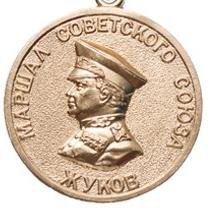 МАРШАЛ СОВЕТСКОГО СОЮЗА
ЖУКОВ